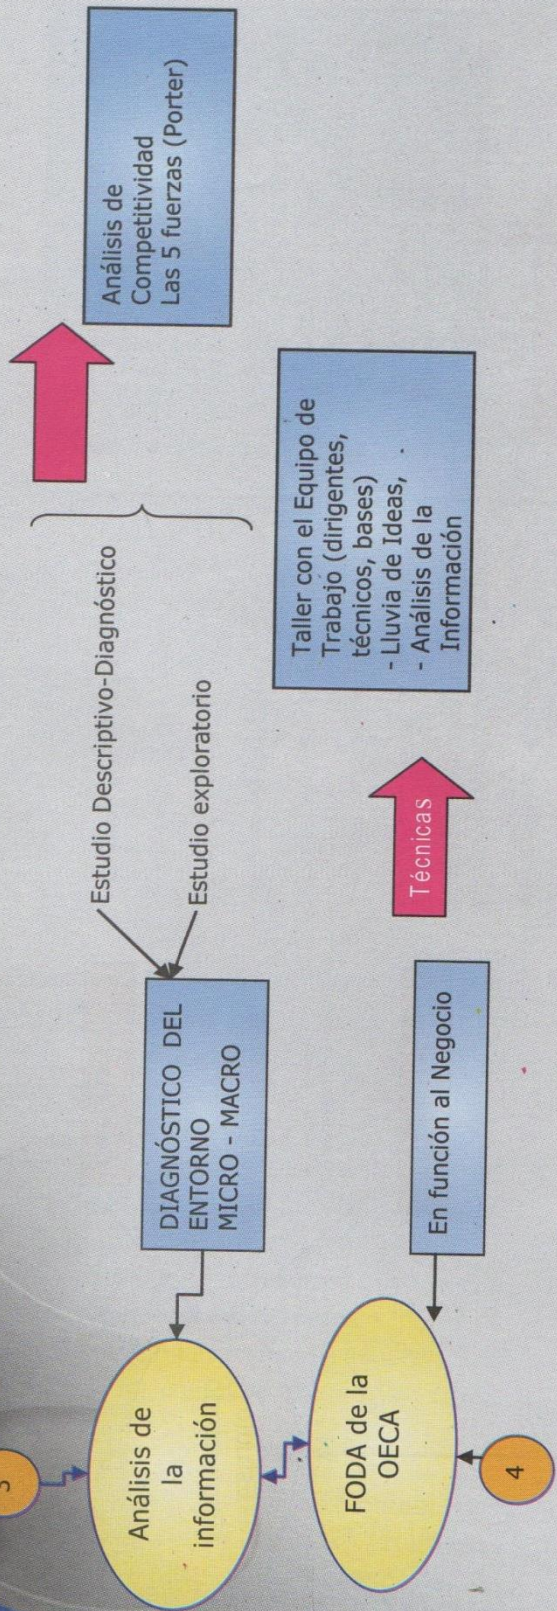 3
Análisis de
la
información
DIAGNÓSTICO DEL
ENTORNO
MICRO - MACRO
Estudio Descriptivo-Diagnóstico
Estudio exploratorio
Análisis de
Competitividad
Las 5 fuerzas (Porter)
FODA de la
OECA
4
En función al Negocio
Técnicas
Taller con el Equipo de
Trabajo (dirigentes,
técnicos, bases)
- Lluvia de Ideas,
- Análisis de la
Información